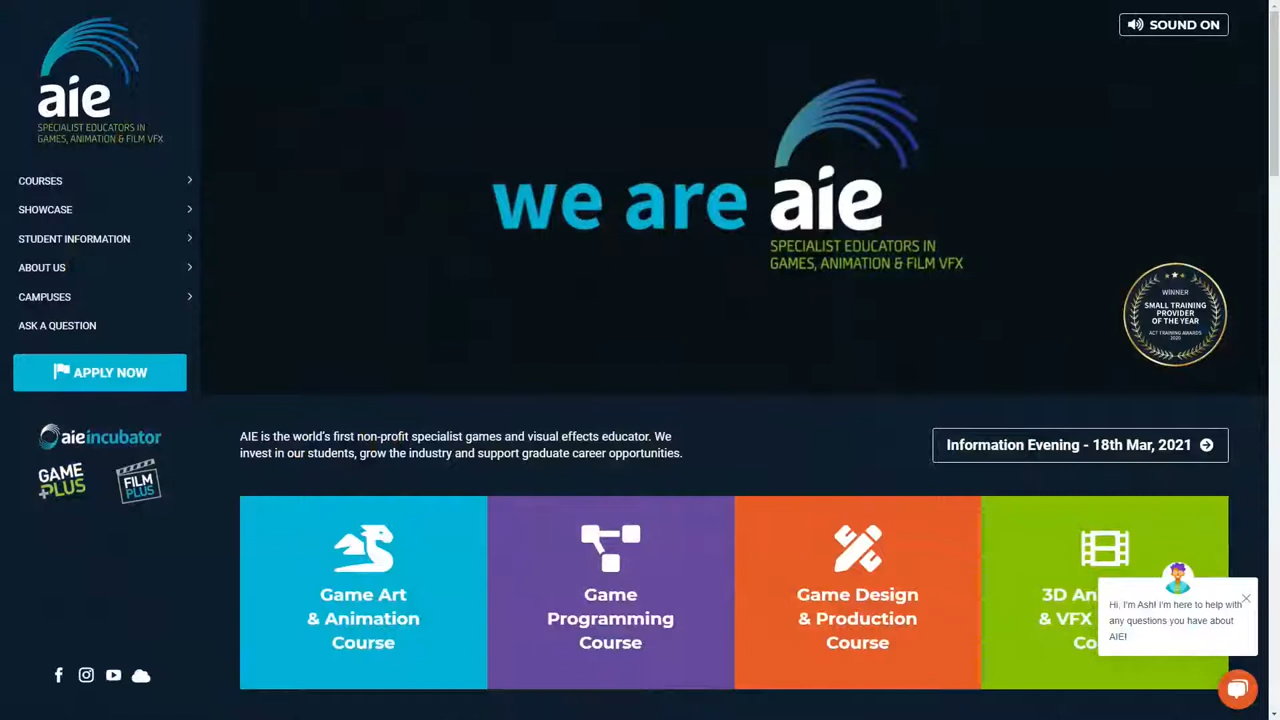 aie
SPECIALIST EDUCATORS IN
GAMES, ANIMATION & FILM VFX
COURSES
SHOWCASE
STUDENT INFORMATION
ABOUT US
CAMPUSES
ASK A QUESTION
APPLY NOW
aieincubator
GAME
+PLUS
FILM
PLUS
SOUND ON
we are aie
SPECIALIST EDUCATORS IN
GAMES, ANIMATION & FILM VFX
WINNER
SMALL TRAINING
PROVIDER
OF THE YEAR
ACT TRAINING AWARDS
2020
AIE is the world's first non-profit specialist games and visual effects educator. We
invest in our students, grow the industry and support graduate career opportunities.
Information Evening - 18th Mar, 2021
Game Art
& Animation
Course
Game
Programming
Course
Game Design
& Production
Course
3D An
& VFX
Co
Hi, I'm Ash! I'm here to help with
any questions you have about
AIE!